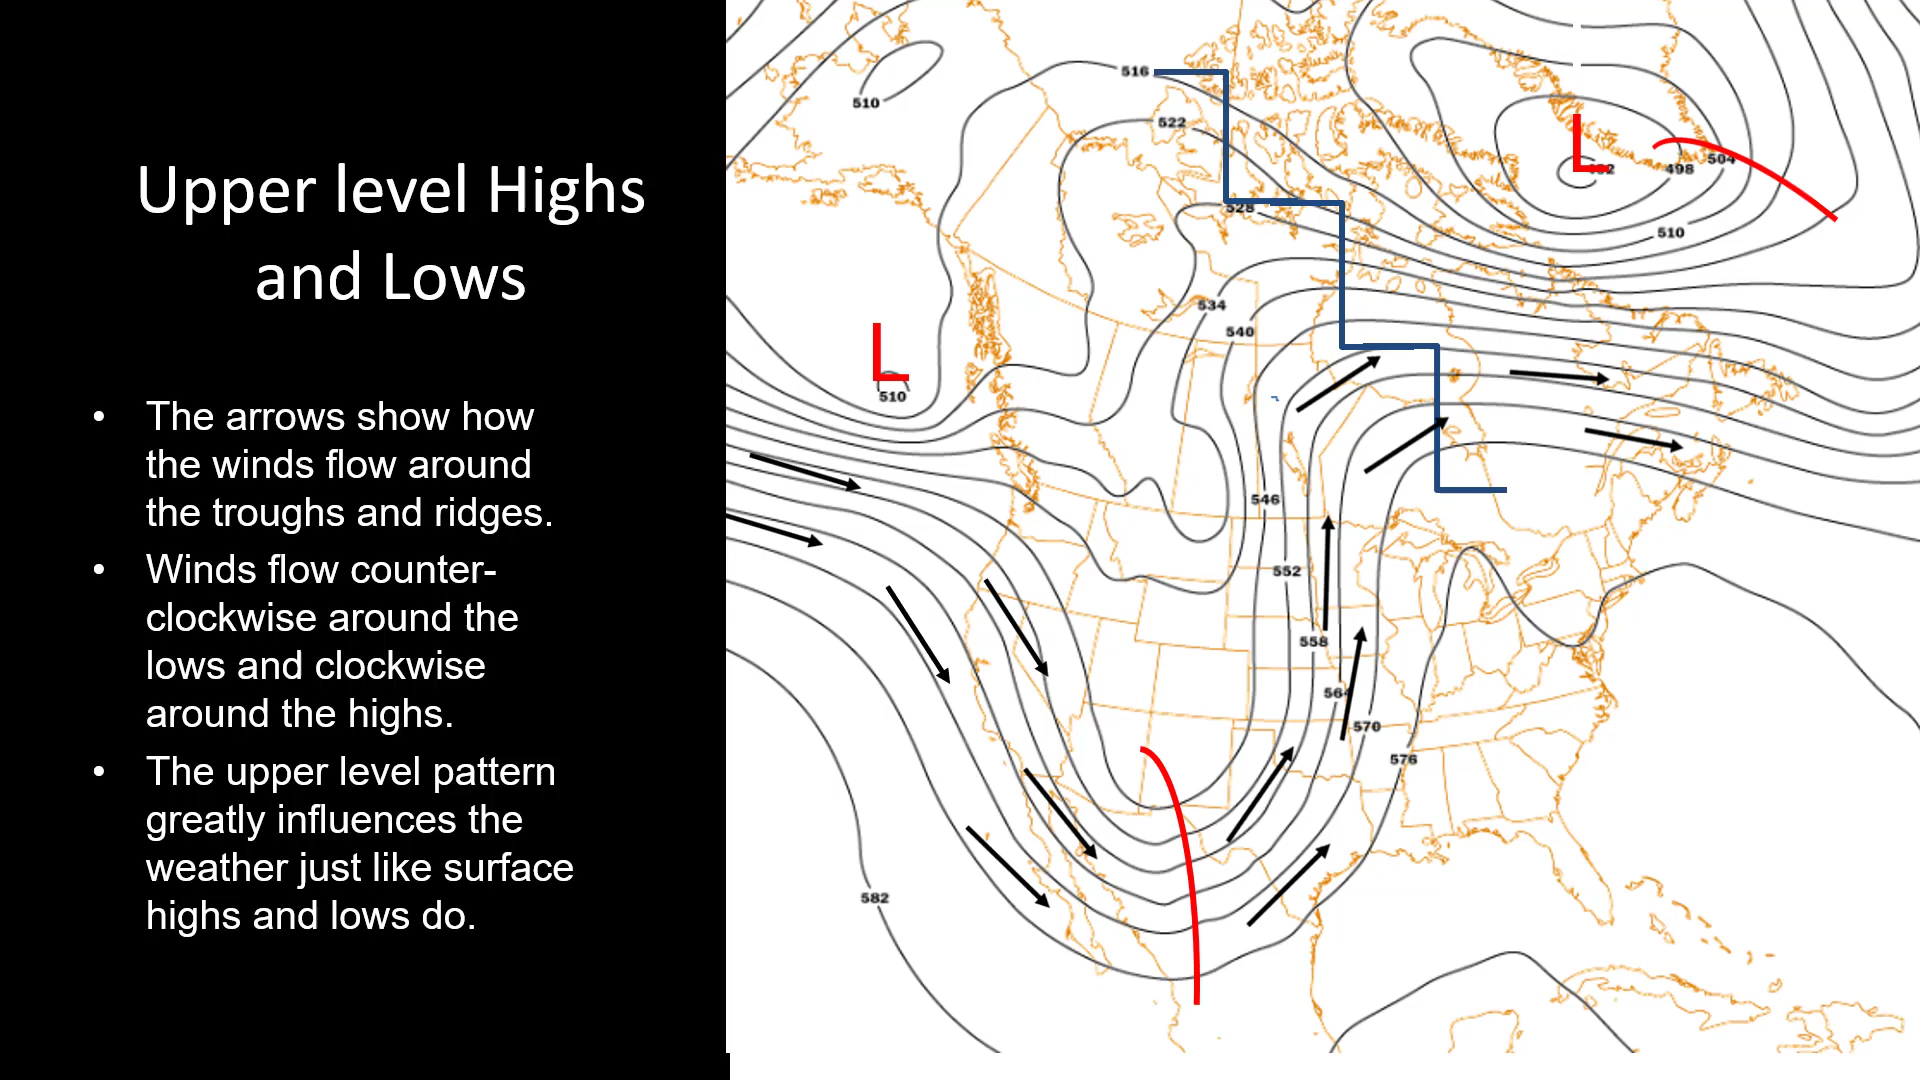 Upper level Highs
and Lows
• The arrows show how
the winds flow around
the troughs and ridges.
• Winds flow counter-
clockwise around the
lows and clockwise
around the highs.
• The upper level pattern
greatly influences the
weather just like surface
highs and lows do.
516
510
522
L
504
498
528
510
534
540
L
510
546
552
558
564
570
576
582